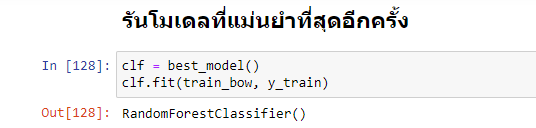 รันโมเดลที่แม่นยำที่สุดอีกครั้ง
In [128]: clf = best_model()
clf.fit(train_bow, y_train)
Out[128]: RandomForestClassifier()